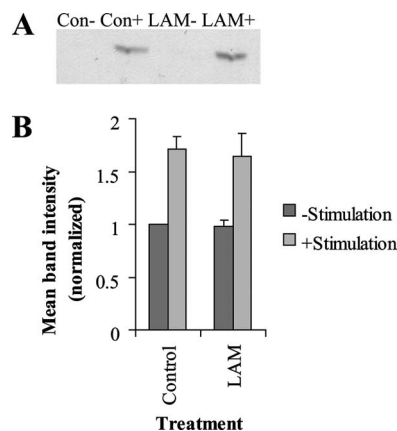 A
Con- Con+ LAM- LAM+
B
Mean band intensity
(normalized)
2
1.5
1
0.5
0
Control
LAM
Treatment
-Stimulation
+Stimulation